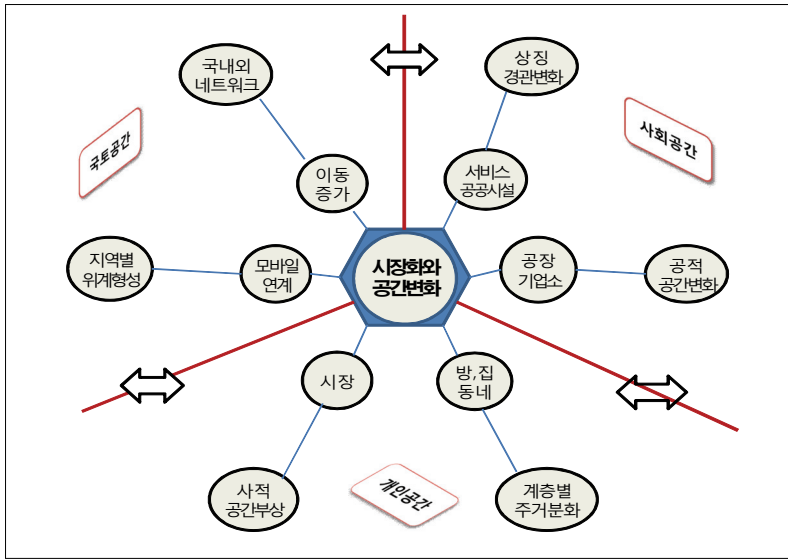 국내외
네트워크
상징
경관변화
국토공간
사회공간
이동
증가
서비스
공공시설
지역별
위계형성
모바일
연계
시장화와
공간변화
공장
기업소
공적
공간변화
시장
방,집
동네
사적
공간부상
개인공간
계층별
주거분화